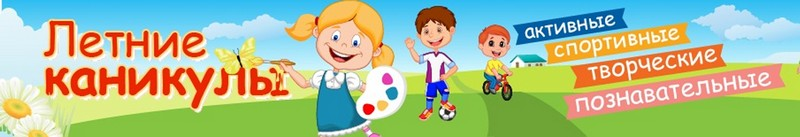 Летние
каникулы
активные
спортивные
творческие
познавательные